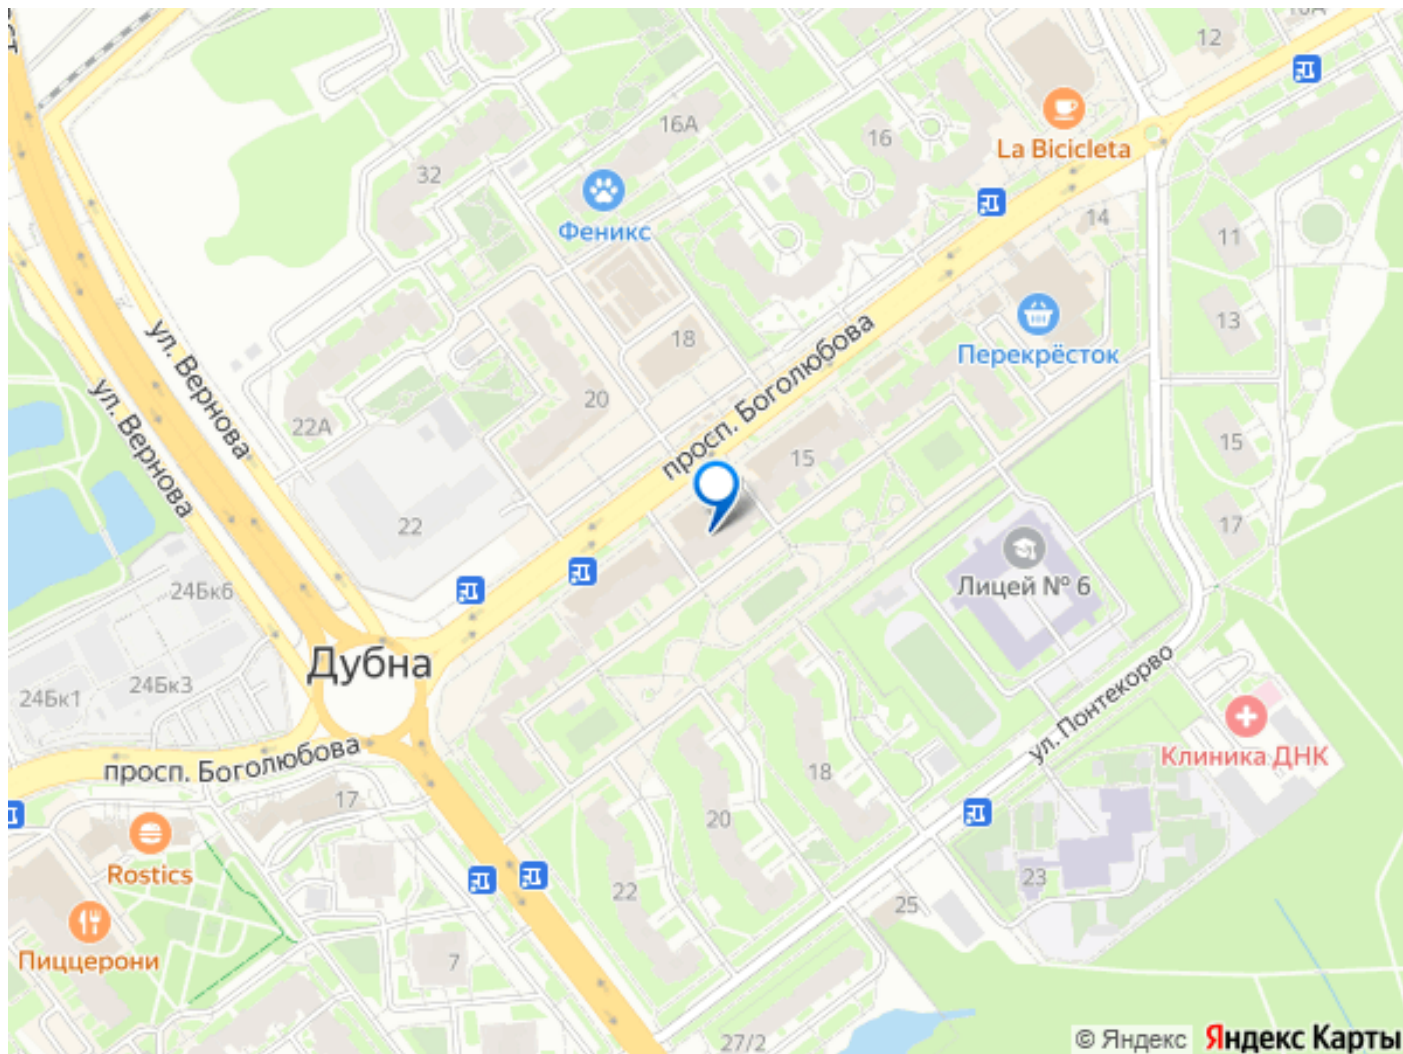 12
La Bicicleta
16А
16
32
Феникс
14
11
13
Перекрёсток
18
ул. Вернова
ул. Вернова
просп. Боголюбова
20
22А
15
15
17
22
Лицей № 6
24Бк6
Дубна
24Бк3
24Бк1
ул. Понтекорво
Клиника ДНК
просп. Боголюбова
17
18
20
Rostics
22
23
25
Пиццерони
7
27/2
© Яндекс Яндекс Карты